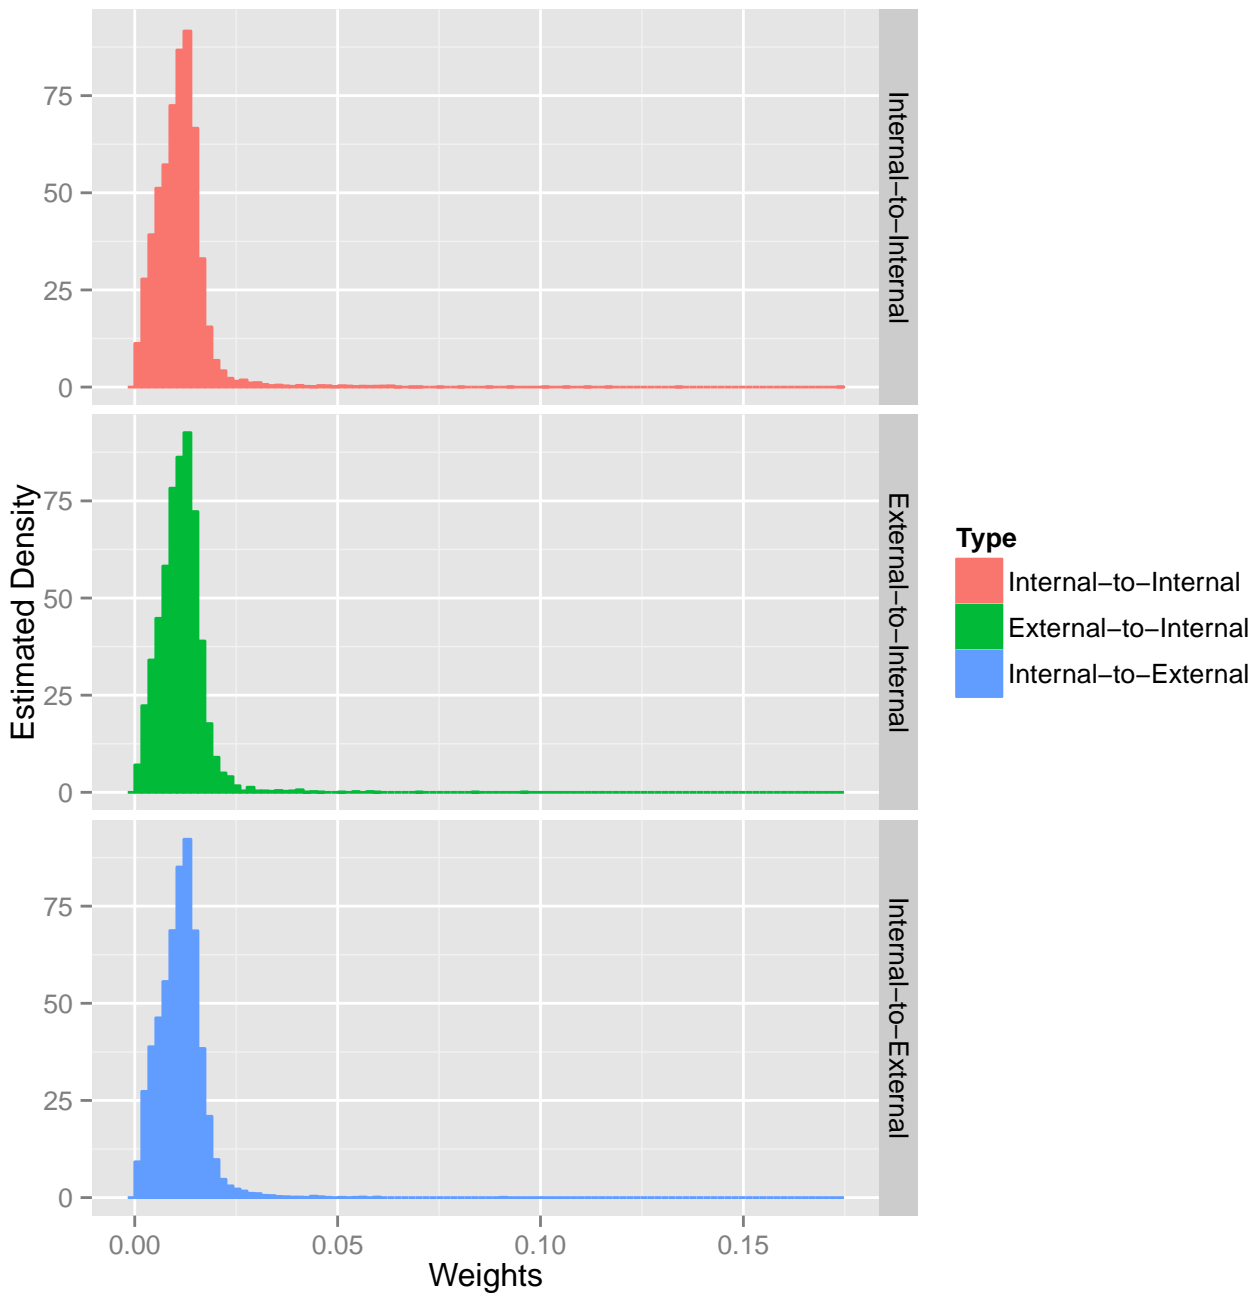 75
50
25
0
Internal−to−Internal
Estimated Density
75
50
25
0
External−to−Internal
75
50
25
0
Internal−to−External
0.00 0.05 0.10 0.15
Weights
Type
Internal−to−Internal
External−to−Internal
Internal−to−External